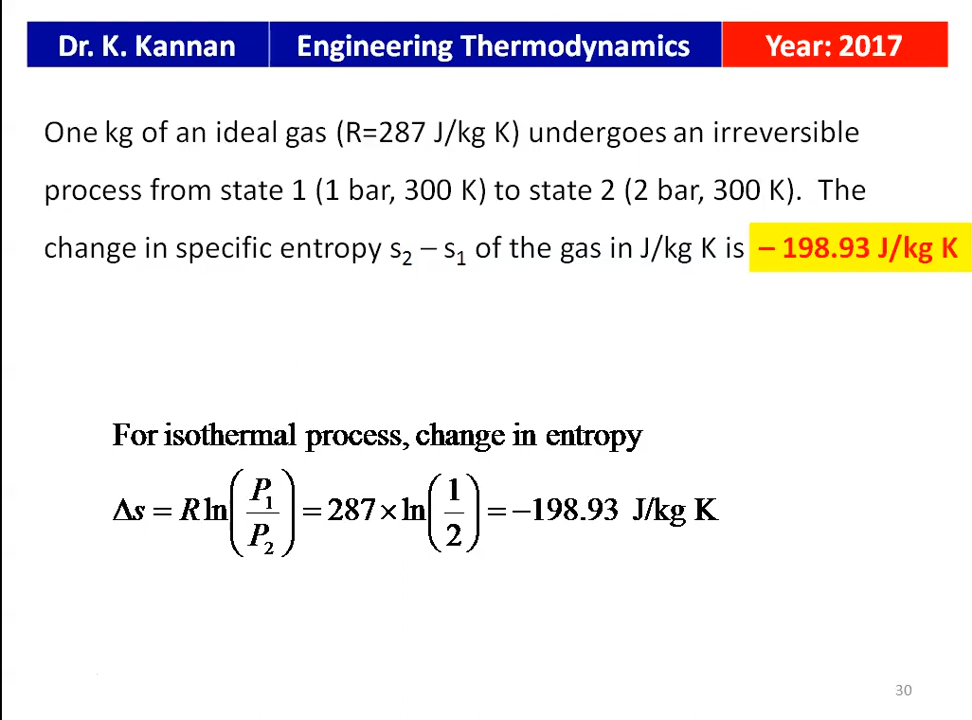 Dr. K. Kannan Engineering Thermodynamics Year: 2017
One kg of an ideal gas (R=287 J/kg K) undergoes an irreversible
process from state 1 (1 bar, 300 K) to state 2 (2 bar, 300 K). The
change in specific entropy s₂ – s₁ of the gas in J/kg K is – 198.93 J/kg K
For isothermal process, change in entropy
Δs = R ln(P₁/P₂) = 287 × ln(1/2) = −198.93 J/kg K
30